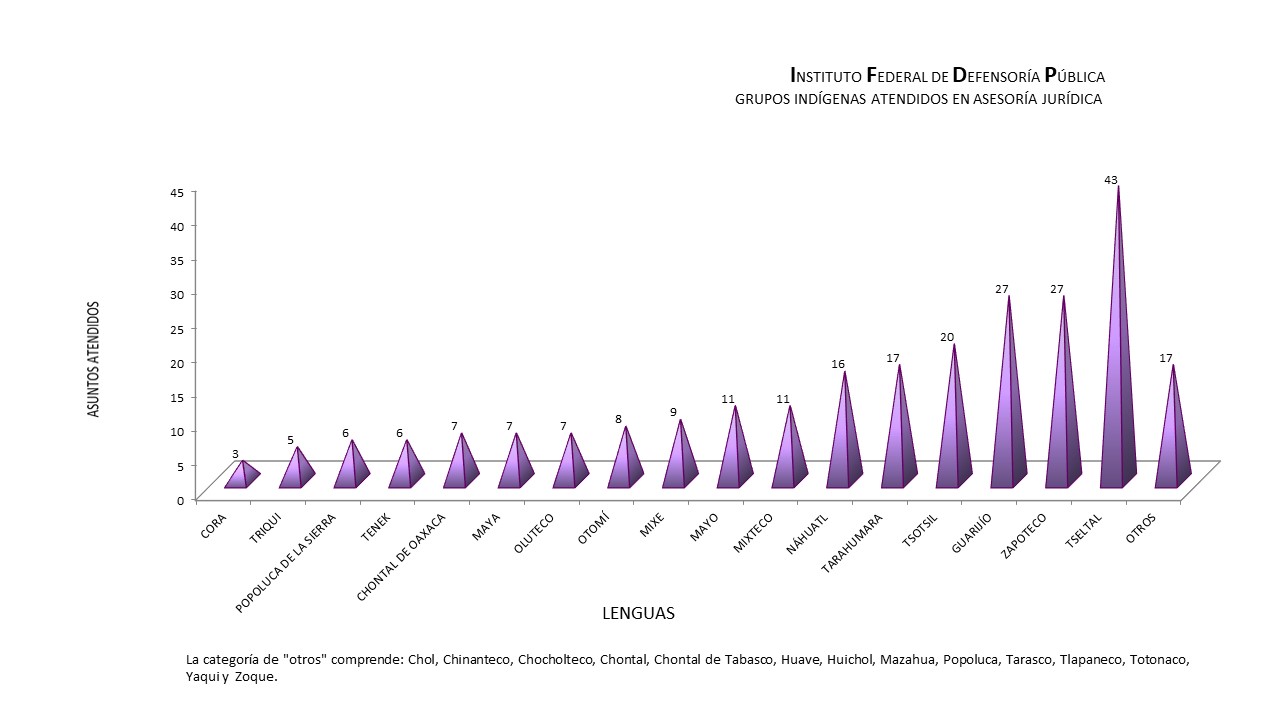 INSTITUTO FEDERAL DE DEFENSORÍA PÚBLICA
GRUPOS INDÍGENAS ATENDIDOS EN ASESORÍA JURÍDICA
ASUNTOS ATENDIDOS
45
40
35
30
25
20
15
10
5
0
3
5
6
6
7
7
7
8
9
11
11
16
17
20
27
27
43
17
CORA
TRIQUI
POPOLUCA DE LA SIERRA
TENEK
CHONTAL DE OAXACA
MAYA
OLUTECO
OTOMÍ
MIXE
MAYO
MIXTECO
NÁHUATL
TARAHUMARA
TSOTSIL
GUARIJÍO
ZAPOTECO
TSELTAL
OTROS
LENGUAS
La categoría de "otros" comprende: Chol, Chinanteco, Chocholteco, Chontal, Chontal de Tabasco, Huave, Huichol, Mazahua, Popoluca, Tarasco, Tlapaneco, Totonaco,
Yaqui y Zoque.